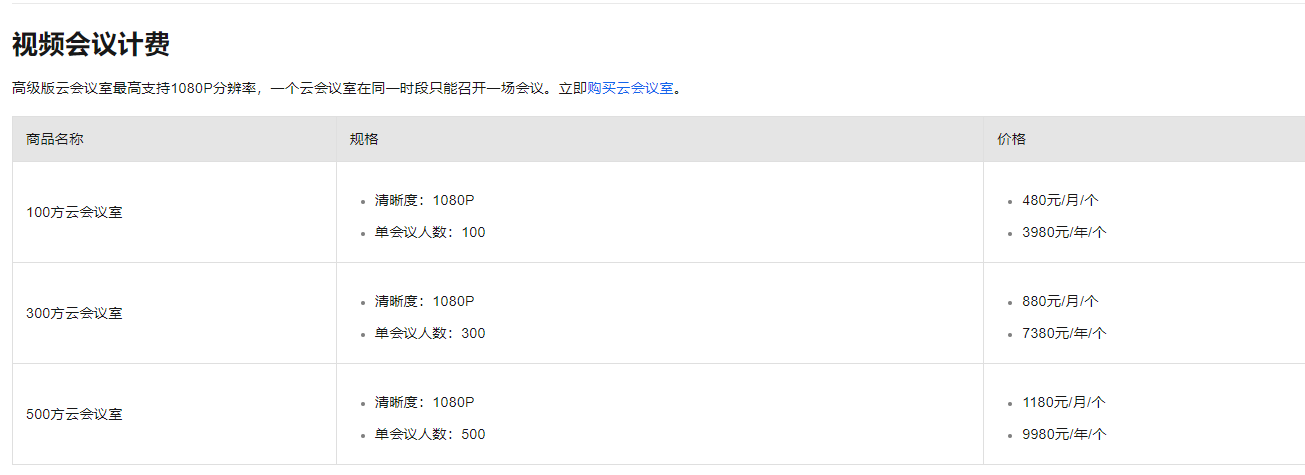 视频会议计费
高级版云会议室最高支持1080P分辨率，一个云会议室在同一时段只能召开一场会议。立即购买云会议室。
商品名称 规格 价格
100方云会议室
清晰度：1080P
单会议人数：100
480元/月/个
3980元/年/个
300方云会议室
清晰度：1080P
单会议人数：300
880元/月/个
7380元/年/个
500方云会议室
清晰度：1080P
单会议人数：500
1180元/月/个
9980元/年/个